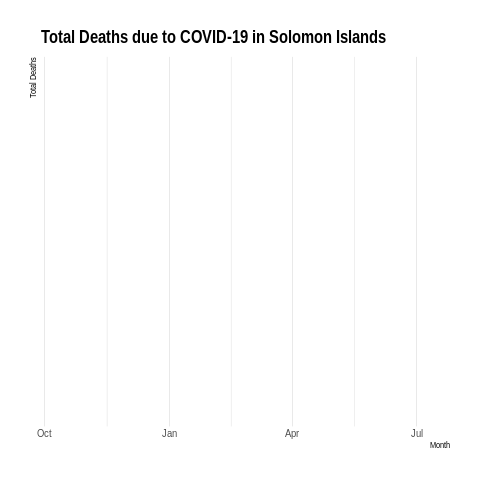 Total Deaths due to COVID-19 in Solomon Islands
Total Deaths
Oct Jan Apr Jul
Month